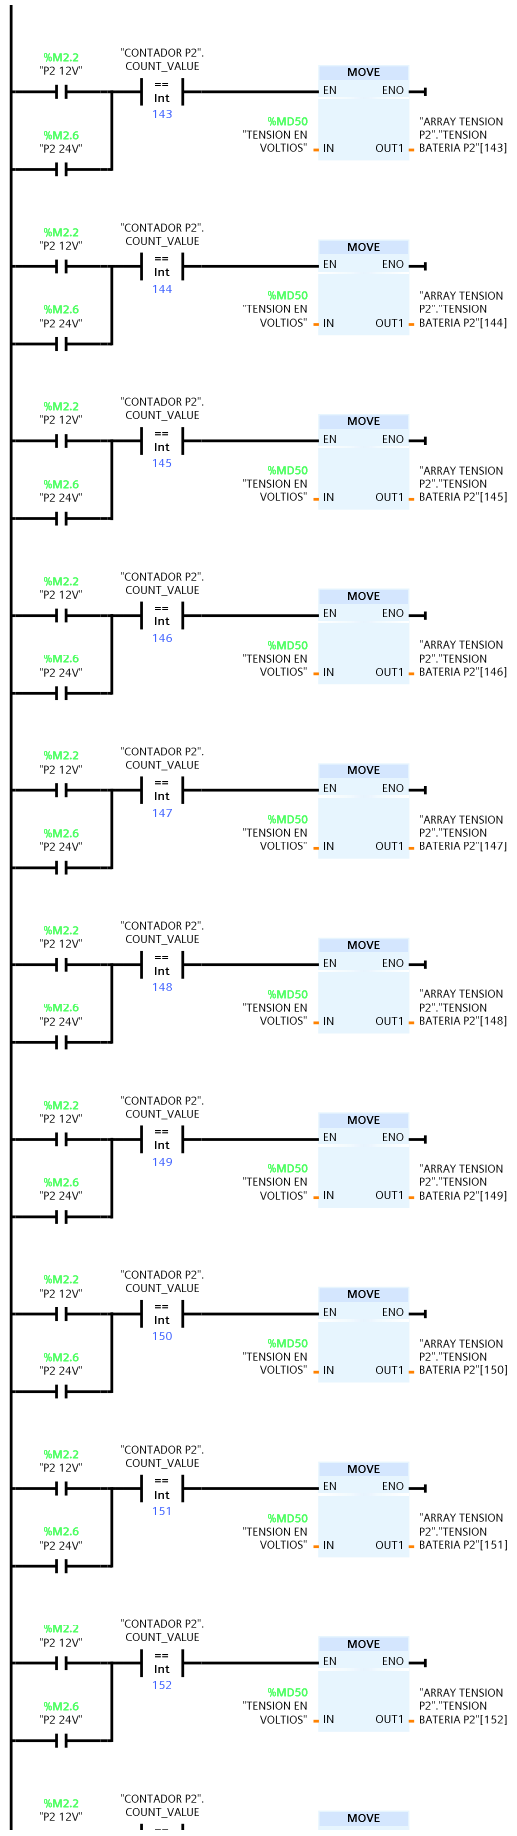 %M2.2
"P2 12V"
"CONTADOR P2".
COUNT_VALUE
==
Int
143
%M2.6
"P2 24V"
MOVE
EN ENO
%MD50
"TENSION EN
VOLTIOS"
IN OUT1
"ARRAY TENSION
P2"."TENSION
BATERIA P2"[143]
%M2.2
"P2 12V"
"CONTADOR P2".
COUNT_VALUE
==
Int
144
%M2.6
"P2 24V"
MOVE
EN ENO
%MD50
"TENSION EN
VOLTIOS"
IN OUT1
"ARRAY TENSION
P2"."TENSION
BATERIA P2"[144]
%M2.2
"P2 12V"
"CONTADOR P2".
COUNT_VALUE
==
Int
145
%M2.6
"P2 24V"
MOVE
EN ENO
%MD50
"TENSION EN
VOLTIOS"
IN OUT1
"ARRAY TENSION
P2"."TENSION
BATERIA P2"[145]
%M2.2
"P2 12V"
"CONTADOR P2".
COUNT_VALUE
==
Int
146
%M2.6
"P2 24V"
MOVE
EN ENO
%MD50
"TENSION EN
VOLTIOS"
IN OUT1
"ARRAY TENSION
P2"."TENSION
BATERIA P2"[146]
%M2.2
"P2 12V"
"CONTADOR P2".
COUNT_VALUE
==
Int
147
%M2.6
"P2 24V"
MOVE
EN ENO
%MD50
"TENSION EN
VOLTIOS"
IN OUT1
"ARRAY TENSION
P2"."TENSION
BATERIA P2"[147]
%M2.2
"P2 12V"
"CONTADOR P2".
COUNT_VALUE
==
Int
148
%M2.6
"P2 24V"
MOVE
EN ENO
%MD50
"TENSION EN
VOLTIOS"
IN OUT1
"ARRAY TENSION
P2"."TENSION
BATERIA P2"[148]
%M2.2
"P2 12V"
"CONTADOR P2".
COUNT_VALUE
==
Int
149
%M2.6
"P2 24V"
MOVE
EN ENO
%MD50
"TENSION EN
VOLTIOS"
IN OUT1
"ARRAY TENSION
P2"."TENSION
BATERIA P2"[149]
%M2.2
"P2 12V"
"CONTADOR P2".
COUNT_VALUE
==
Int
150
%M2.6
"P2 24V"
MOVE
EN ENO
%MD50
"TENSION EN
VOLTIOS"
IN OUT1
"ARRAY TENSION
P2"."TENSION
BATERIA P2"[150]
%M2.2
"P2 12V"
"CONTADOR P2".
COUNT_VALUE
==
Int
151
%M2.6
"P2 24V"
MOVE
EN ENO
%MD50
"TENSION EN
VOLTIOS"
IN OUT1
"ARRAY TENSION
P2"."TENSION
BATERIA P2"[151]
%M2.2
"P2 12V"
"CONTADOR P2".
COUNT_VALUE
==
Int
152
%M2.6
"P2 24V"
MOVE
EN ENO
%MD50
"TENSION EN
VOLTIOS"
IN OUT1
"ARRAY TENSION
P2"."TENSION
BATERIA P2"[152]
%M2.2
"P2 12V"
"CONTADOR P2".
COUNT_VALUE
==
MOVE